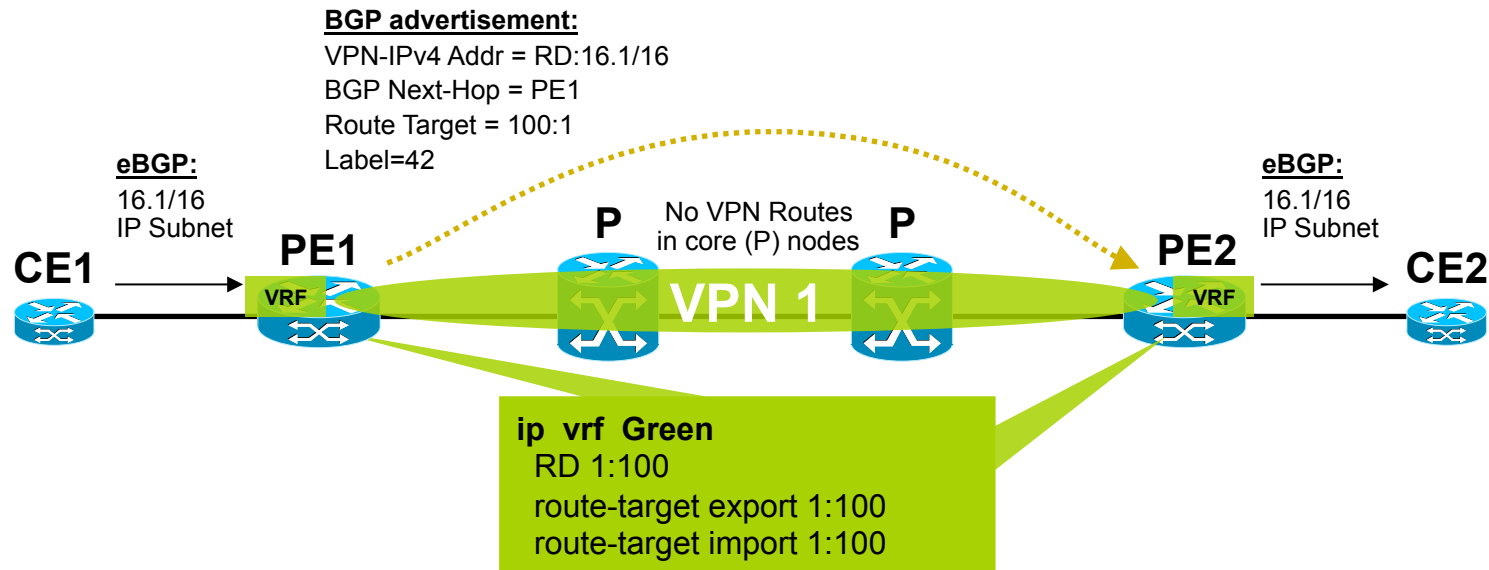 BGP advertisement:
VPN-IPv4 Addr = RD:16.1/16
BGP Next-Hop = PE1
Route Target = 100:1
Label=42
eBGP:
16.1/16
IP Subnet
eBGP:
16.1/16
IP Subnet
No VPN Routes
in core (P) nodes
CE1
PE1
P
P
PE2
CE2
VRF
VPN 1
VRF
ip vrf Green
RD 1:100
route-target export 1:100
route-target import 1:100